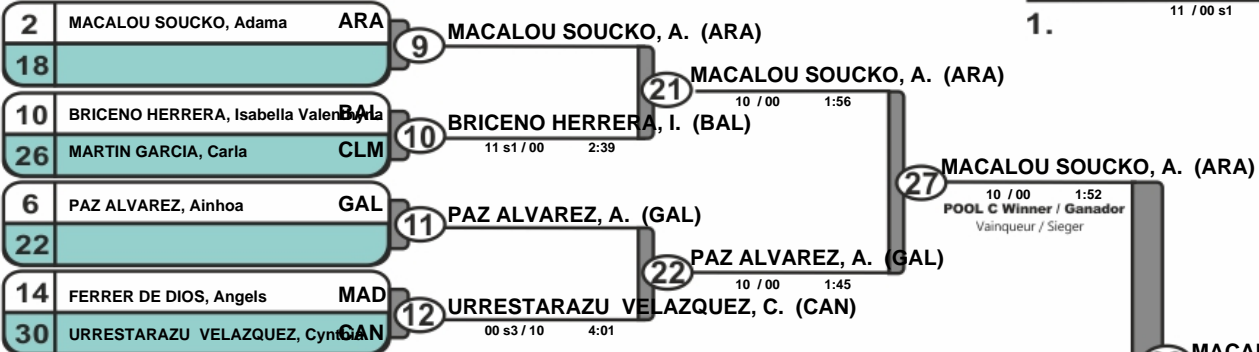 2 MACALOU SOUCKO, Adama ARA
18
9 MACALOU SOUCKO, A. (ARA)
10 BRICENO HERRERA, Isabella BAL
26 MARTIN GARCIA, Carla CLM
10 BRICENO HERRERA, I. (BAL)
11 s1 / 00 2:39
21 MACALOU SOUCKO, A. (ARA)
10 / 00 1:56
6 PAZ ALVAREZ, Ainhoa GAL
22
11 PAZ ALVAREZ, A. (GAL)
14 FERRER DE DIOS, Angels MAD
30 URRESTARAZU VELAZQUEZ, CAN
12 URRESTARAZU VELAZQUEZ, C. (CAN)
00 s3 / 10 4:01
22 PAZ ALVAREZ, A. (GAL)
10 / 00 1:45
27 MACALOU SOUCKO, A. (ARA)
10 / 00 1:52
POOL C Winner / Ganador
Vainqueur / Sieger
11 / 00 s1
1.